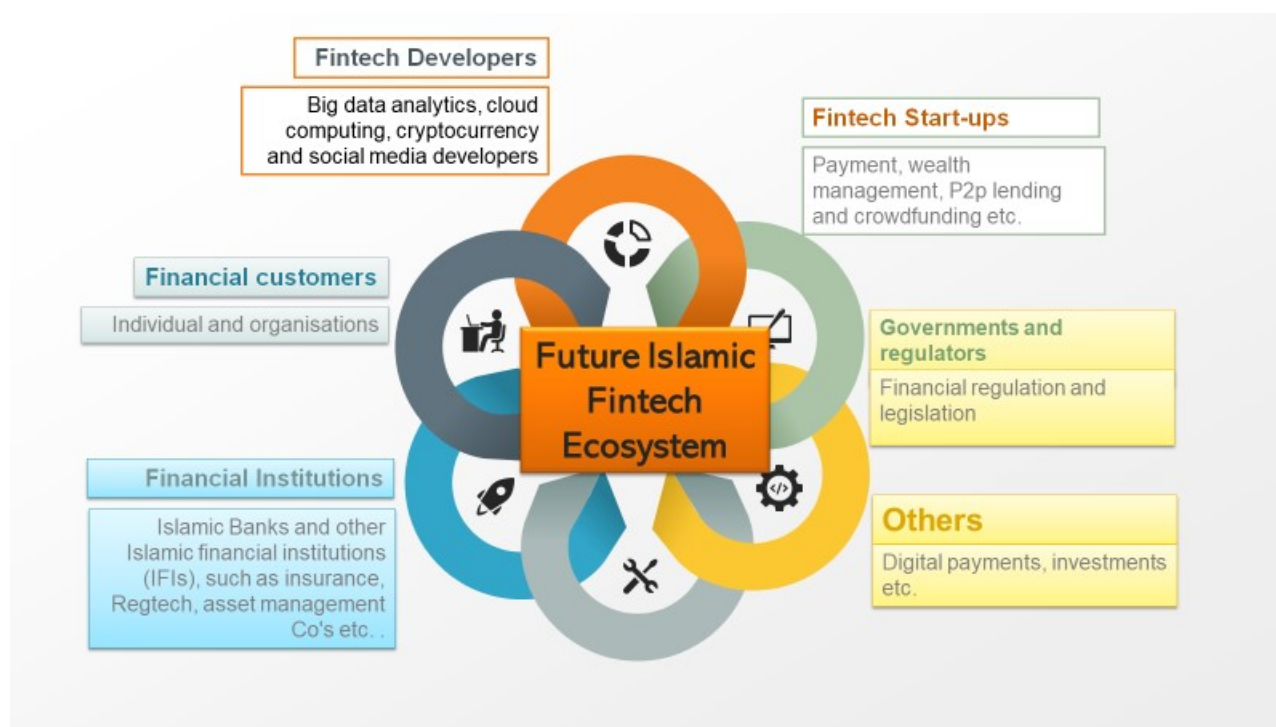 Fintech Developers
Big data analytics, cloud
computing, cryptocurrency
and social media developers
Fintech Start-ups
Payment, wealth
management, P2p lending
and crowdfunding etc.
Financial customers
Individual and organisations
Governments and
regulators
Financial regulation and
legislation
Future Islamic
Fintech
Ecosystem
Financial Institutions
Islamic Banks and other
Islamic financial institutions
(IFIs), such as insurance,
Regtech, asset management
Co's etc. .
Others
Digital payments, investments
etc.